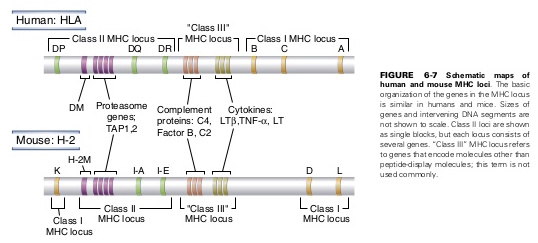 Human: HLA
"Class III"
MHC locus
Class II MHC locus
Class I MHC locus
DP
DQ
DR
B
C
A
DM
Proteasome
genes;
TAP1,2
Complement
proteins: C4,
Factor B, C2
Cytokines:
LTβ,TNF-α, LT
Mouse: H-2
H-2M
K
I-A
I-E
D
L
Class I
MHC locus
Class II
MHC locus
"Class III"
MHC locus
Class I
MHC locus
FIGURE 6-7 Schematic maps of
human and mouse MHC loci. The basic
organization of the genes in the MHC locus
is similar in humans and mice. Sizes of
genes and intervening DNA segments are
not shown to scale. Class II loci are shown
as single blocks, but each locus consists of
several genes. "Class III" MHC locus refers
to genes that encode molecules other than
peptide-display molecules; this term is not
used commonly.